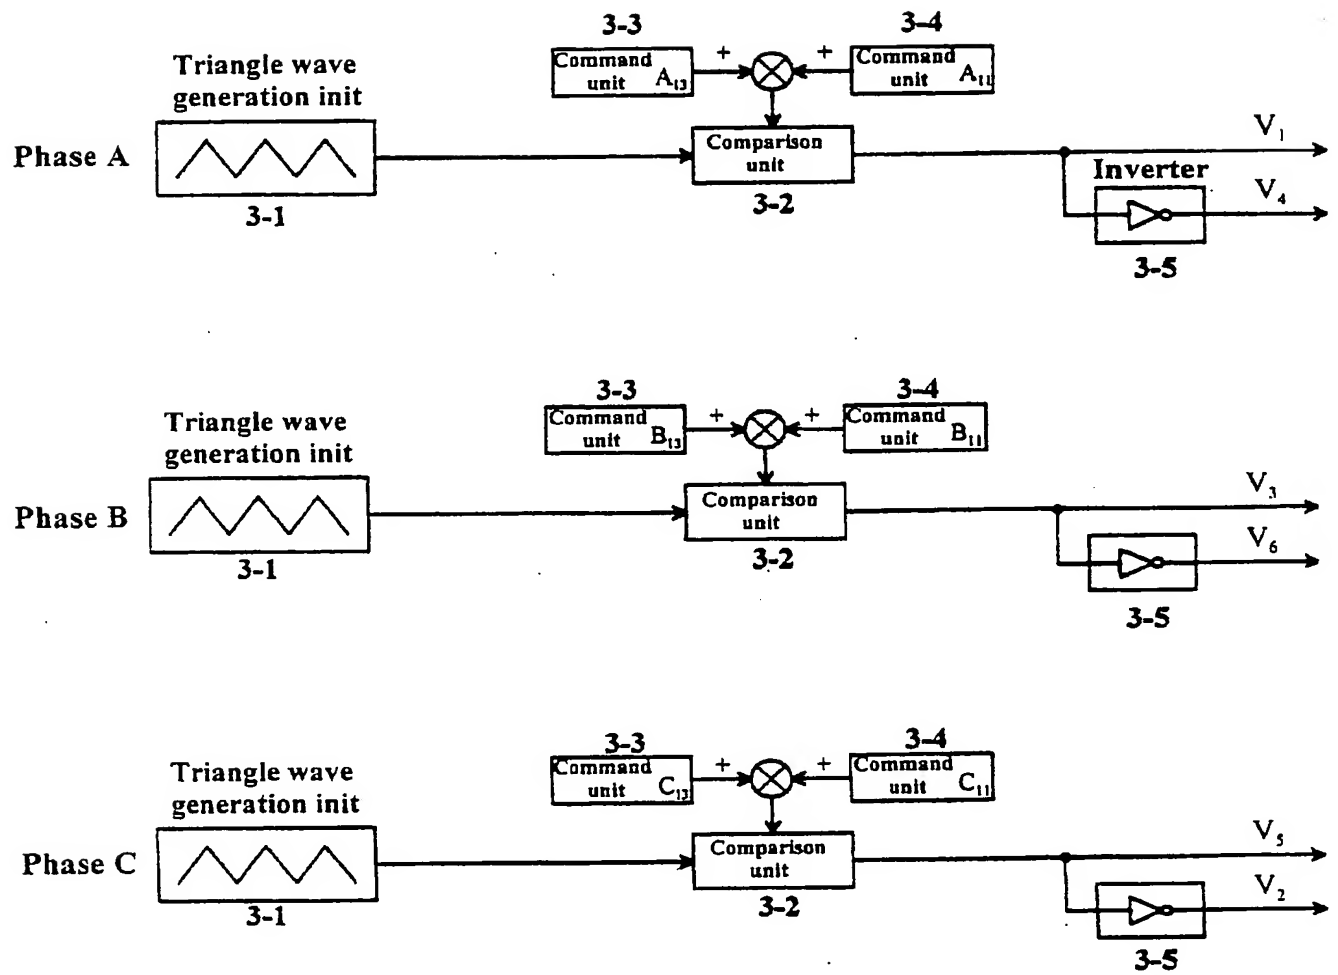 3-3
3-4
Triangle wave
generation init
Command
unit A₁₃
+
+
Command
unit A₁₁
Phase A
Comparison
unit
V₁
Inverter
3-1
3-2
V₄
3-5
3-3
3-4
Triangle wave
generation init
Command
unit B₁₃
+
+
Command
unit B₁₁
Phase B
Comparison
unit
V₃
3-1
3-2
V₆
3-5
3-3
3-4
Triangle wave
generation init
Command
unit C₁₃
+
+
Command
unit C₁₁
Phase C
Comparison
unit
V₅
3-1
3-2
V₂
3-5